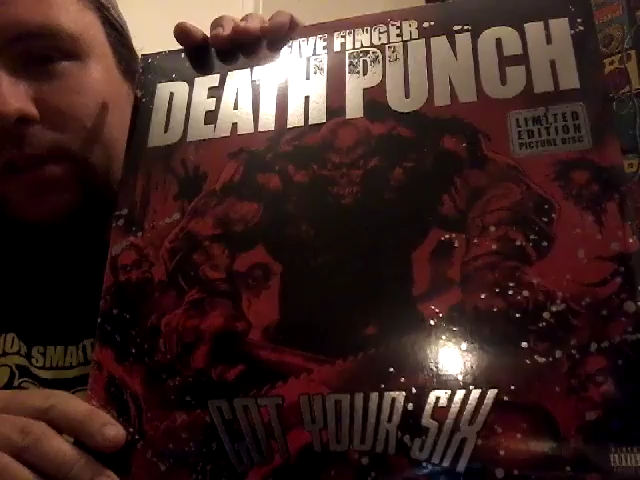 FIVE FINGER
DEATH PUNCH
LIMITED
EDITION
PICTURE DISC
GOT YOUR SIX